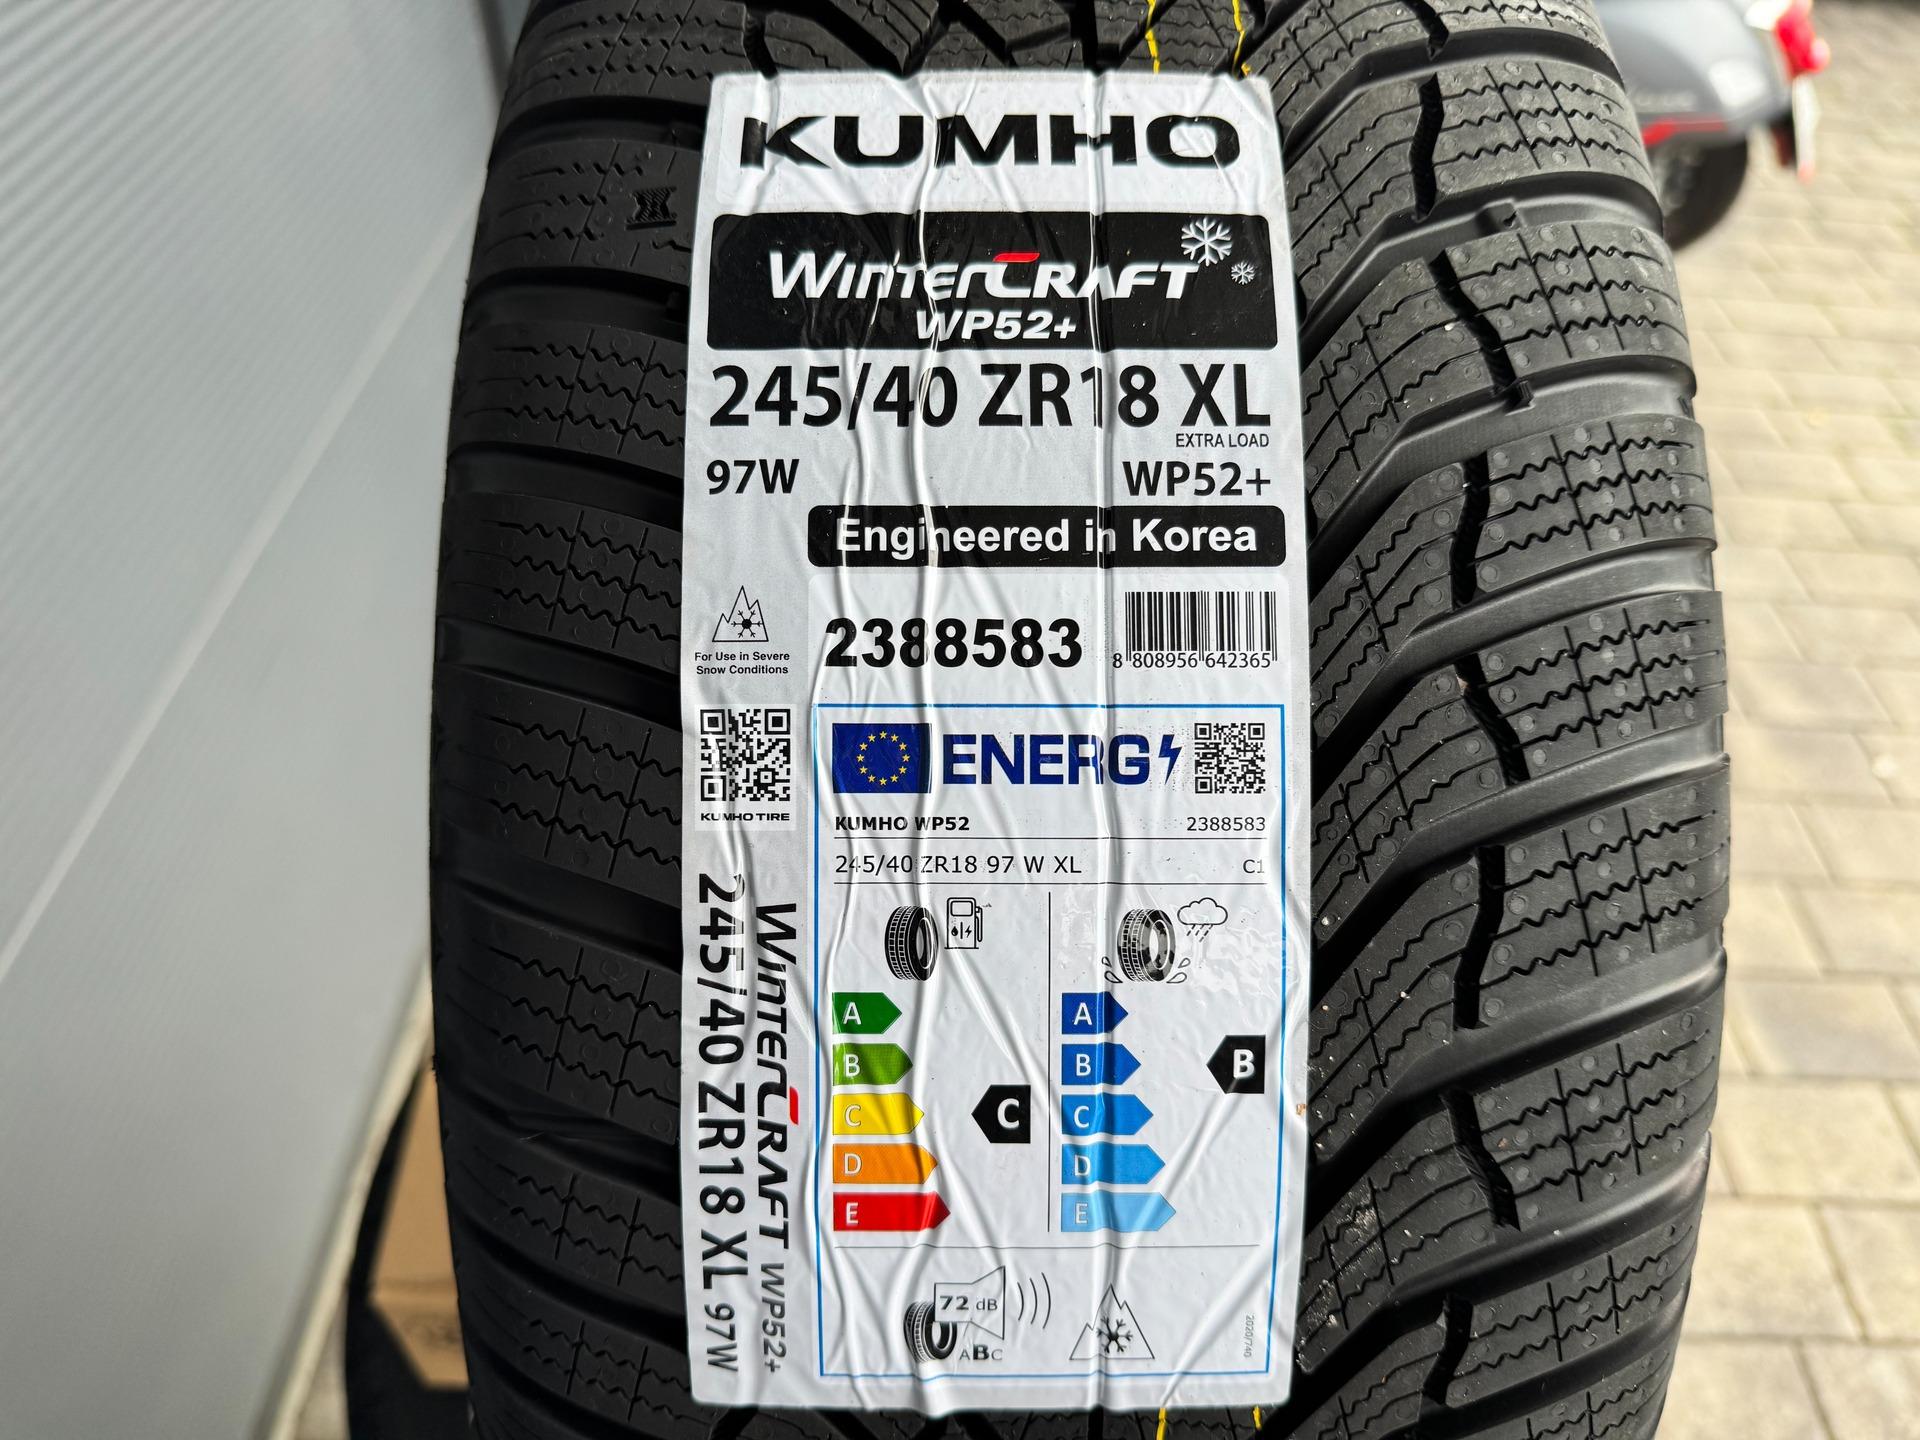 KUMHO
WINTERCRAFT
WP52+
245/40 ZR18 XL
EXTRA LOAD
97W WP52+
Engineered in Korea
2388583
8 808956 642365
For Use in Severe
Snow Conditions
KUMHO TIRE
ENERG
KUMHO WP52 2388583
245/40 ZR18 97 W XL C1
A A
B B B
C C C
D D
E E
72 dB
ABC
2020/740
WINTERCRAFT WP52+
245/40 ZR18 XL 97W